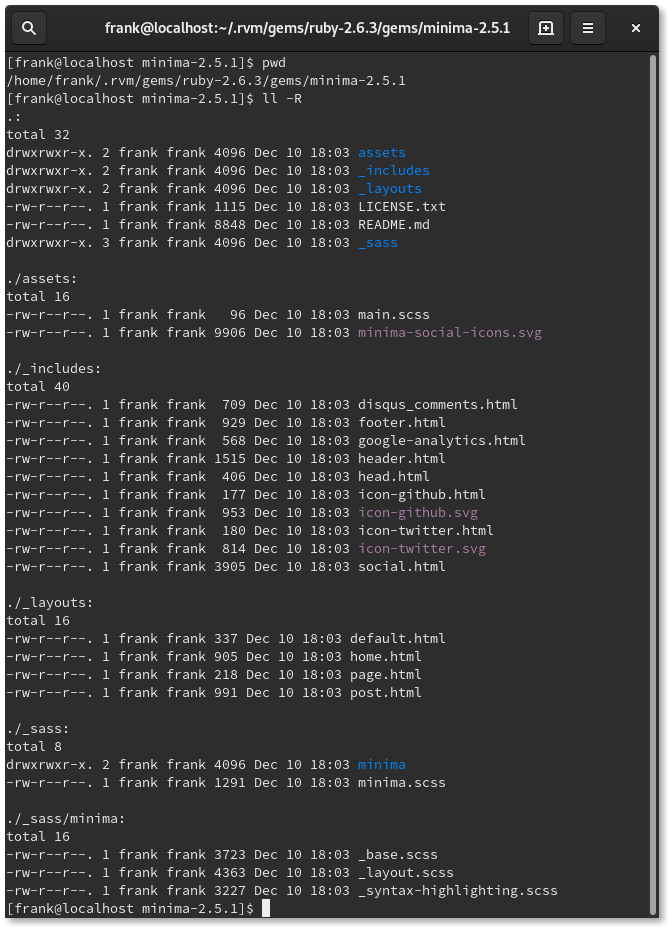 frank@localhost:~/.rvm/gems/ruby-2.6.3/gems/minima-2.5.1
[frank@localhost minima-2.5.1]$ pwd
/home/frank/.rvm/gems/ruby-2.6.3/gems/minima-2.5.1
[frank@localhost minima-2.5.1]$ ll -R
.:
total 32
drwxrwxr-x. 2 frank frank 4096 Dec 10 18:03 assets
drwxrwxr-x. 2 frank frank 4096 Dec 10 18:03 _includes
drwxrwxr-x. 2 frank frank 4096 Dec 10 18:03 _layouts
-rw-r--r--. 1 frank frank 1115 Dec 10 18:03 LICENSE.txt
-rw-r--r--. 1 frank frank 8848 Dec 10 18:03 README.md
drwxrwxr-x. 3 frank frank 4096 Dec 10 18:03 _sass

./assets:
total 16
-rw-r--r--. 1 frank frank   96 Dec 10 18:03 main.scss
-rw-r--r--. 1 frank frank 9906 Dec 10 18:03 minima-social-icons.svg

./_includes:
total 40
-rw-r--r--. 1 frank frank  709 Dec 10 18:03 disqus_comments.html
-rw-r--r--. 1 frank frank  929 Dec 10 18:03 footer.html
-rw-r--r--. 1 frank frank  568 Dec 10 18:03 google-analytics.html
-rw-r--r--. 1 frank frank 1515 Dec 10 18:03 header.html
-rw-r--r--. 1 frank frank  406 Dec 10 18:03 head.html
-rw-r--r--. 1 frank frank  177 Dec 10 18:03 icon-github.html
-rw-r--r--. 1 frank frank  953 Dec 10 18:03 icon-github.svg
-rw-r--r--. 1 frank frank  180 Dec 10 18:03 icon-twitter.html
-rw-r--r--. 1 frank frank  814 Dec 10 18:03 icon-twitter.svg
-rw-r--r--. 1 frank frank 3905 Dec 10 18:03 social.html

./_layouts:
total 16
-rw-r--r--. 1 frank frank 337 Dec 10 18:03 default.html
-rw-r--r--. 1 frank frank 905 Dec 10 18:03 home.html
-rw-r--r--. 1 frank frank 218 Dec 10 18:03 page.html
-rw-r--r--. 1 frank frank 991 Dec 10 18:03 post.html

./_sass:
total 8
drwxrwxr-x. 2 frank frank 4096 Dec 10 18:03 minima
-rw-r--r--. 1 frank frank 1291 Dec 10 18:03 minima.scss

./_sass/minima:
total 16
-rw-r--r--. 1 frank frank 3723 Dec 10 18:03 _base.scss
-rw-r--r--. 1 frank frank 4363 Dec 10 18:03 _layout.scss
-rw-r--r--. 1 frank frank 3227 Dec 10 18:03 _syntax-highlighting.scss
[frank@localhost minima-2.5.1]$